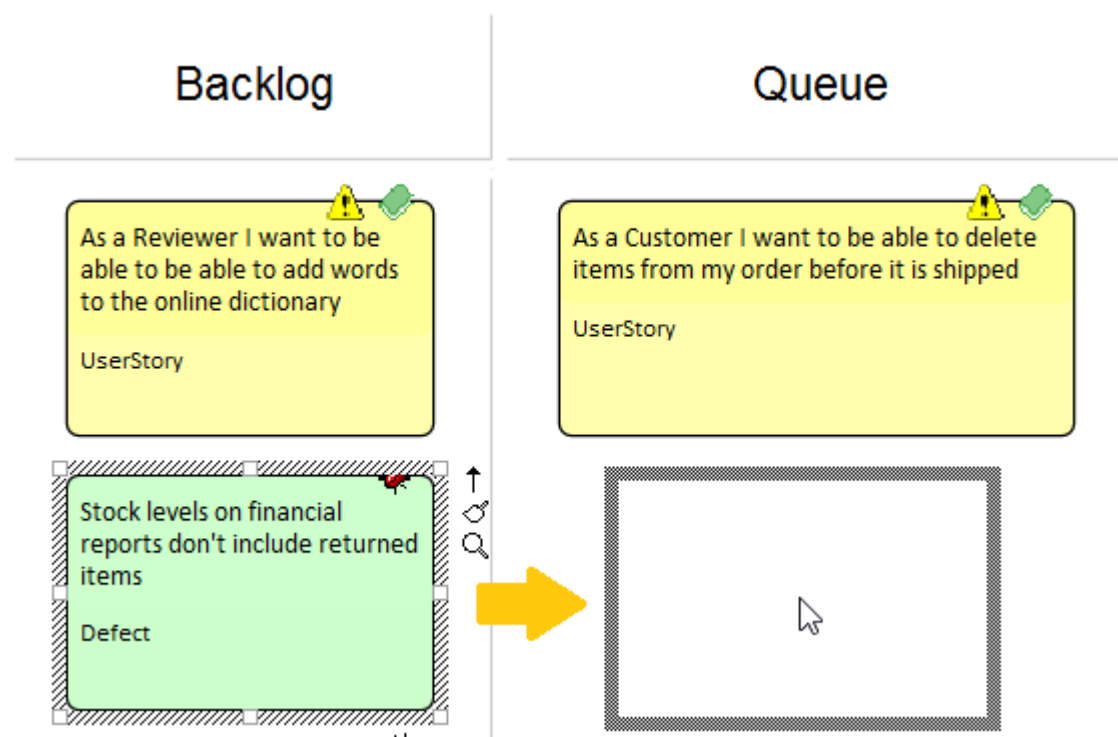 Backlog
Queue
As a Reviewer I want to be
able to be able to add words
to the online dictionary
UserStory
As a Customer I want to be able to delete
items from my order before it is shipped
UserStory
Stock levels on financial
reports don't include returned
items
Defect